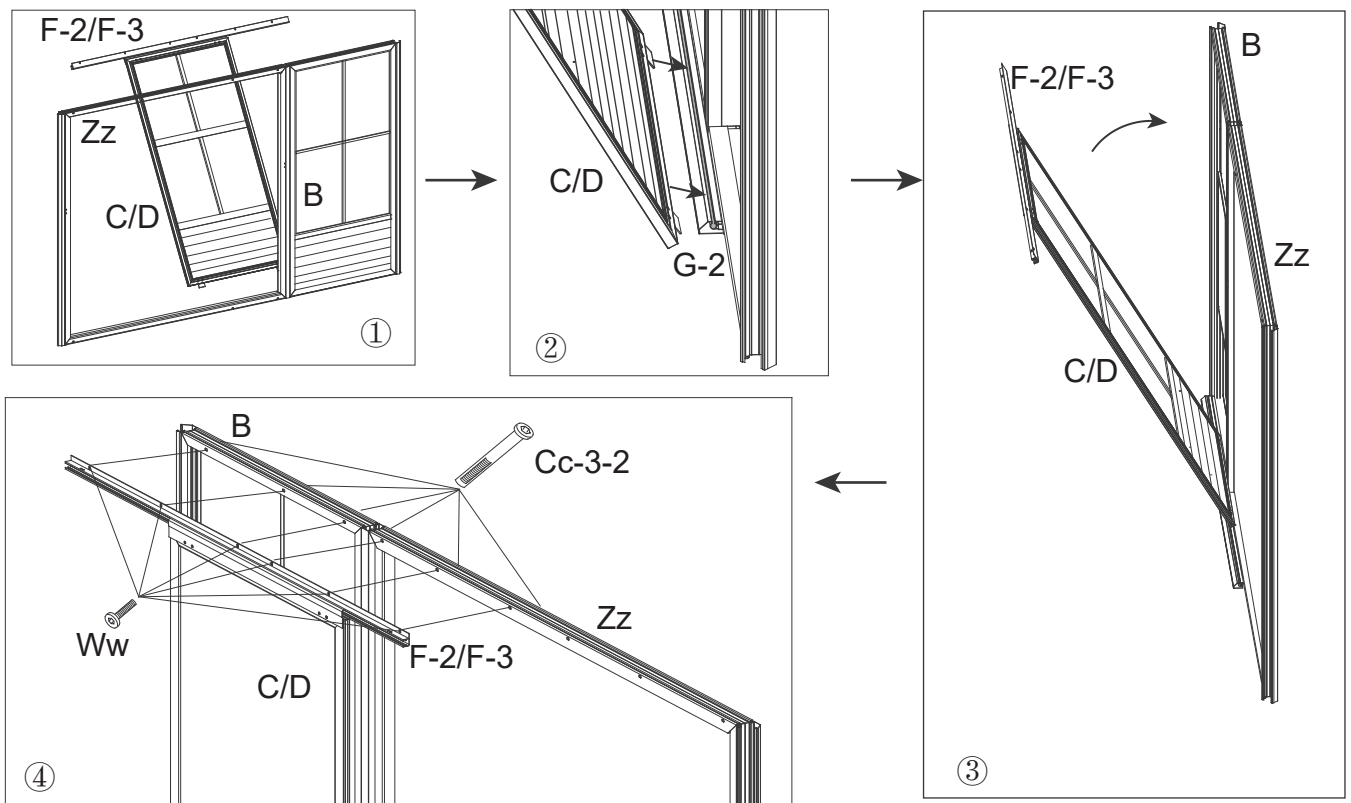 F-2/F-3
Zz
C/D
B
①
C/D
G-2
②
B
F-2/F-3
Zz
C/D
③
B
Cc-3-2
Zz
Ww
F-2/F-3
C/D
④